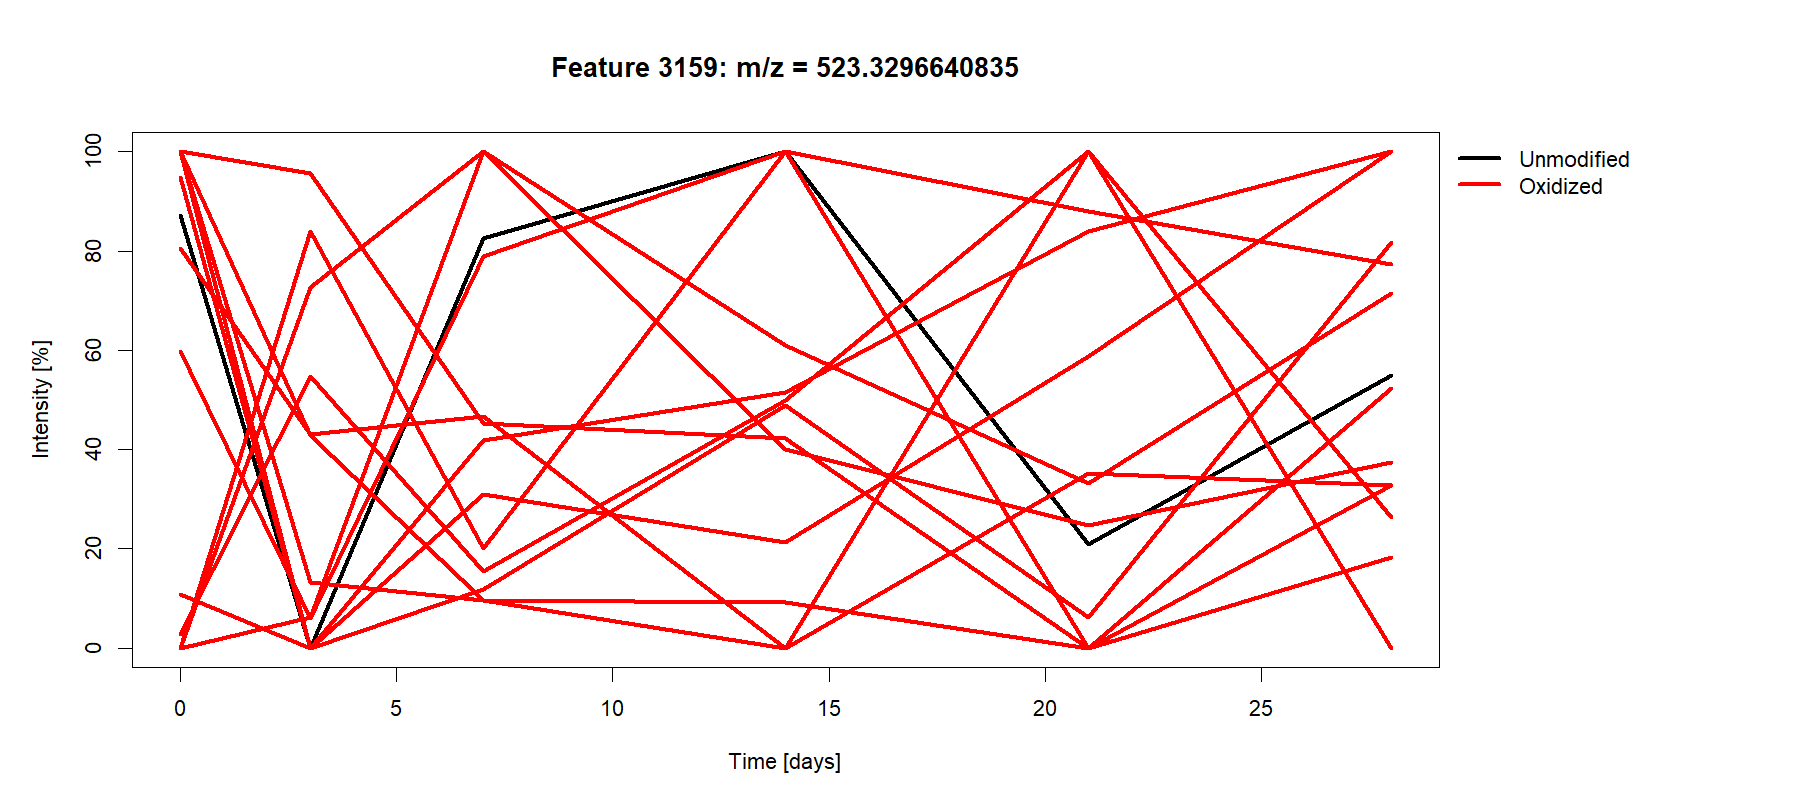 Feature 3159: m/z = 523.3296640835
Unmodified
Oxidized
Intensity [%]
100
80
60
40
20
0
0 5 10 15 20 25
Time [days]